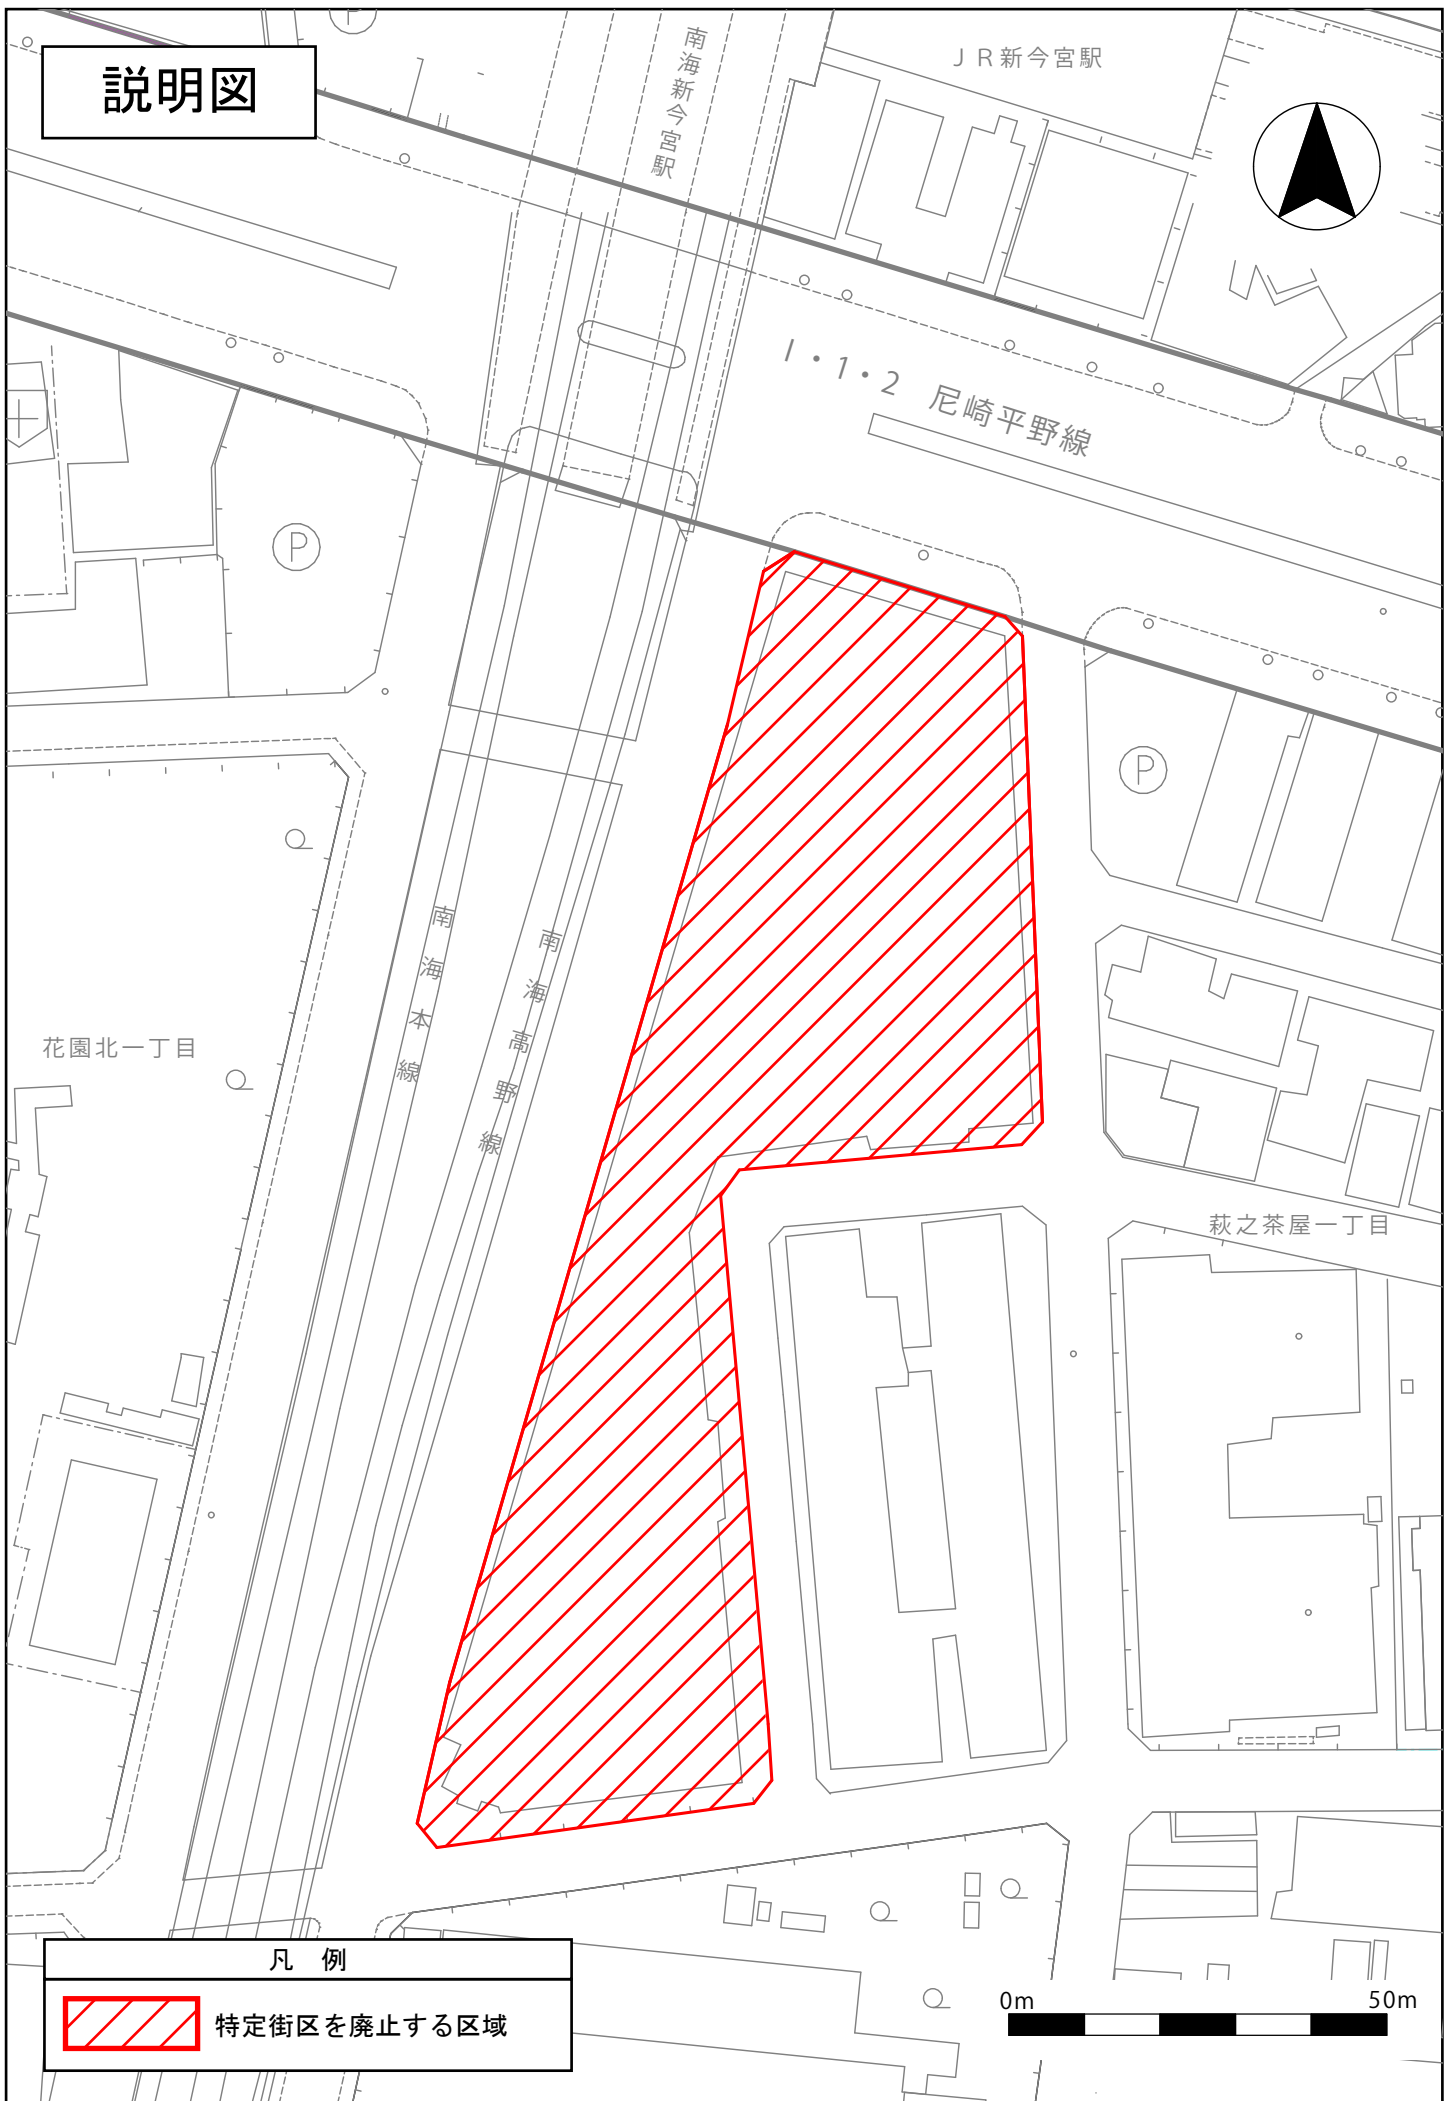 説明図
南海新今宮駅
ＪＲ新今宮駅
Ⅰ・1・2 尼崎平野線
P
P
P
P
南海本線
南海高野線
花園北一丁目
萩之茶屋一丁目
凡 例
特定街区を廃止する区域
0m 50m